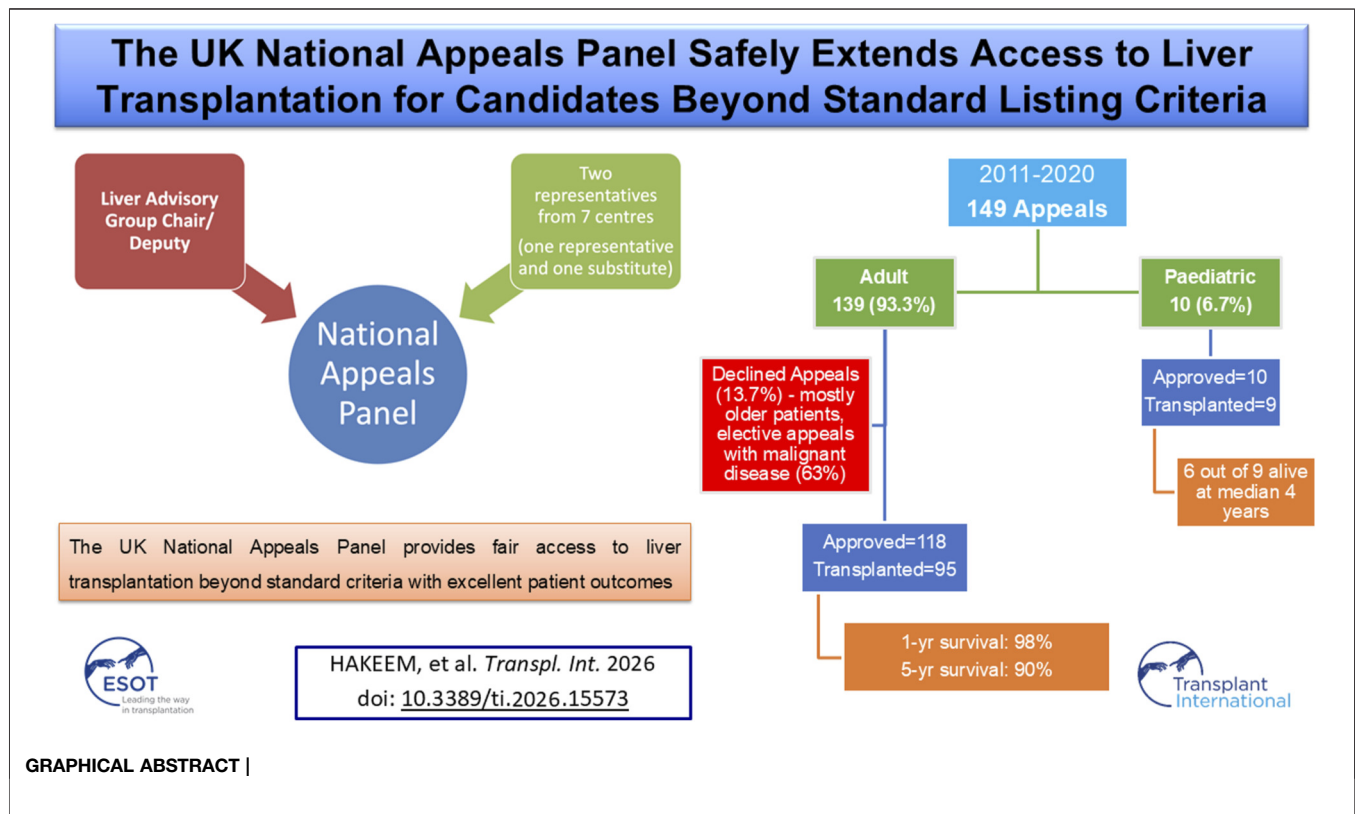 The UK National Appeals Panel Safely Extends Access to Liver
Transplantation for Candidates Beyond Standard Listing Criteria
Liver Advisory
Group Chair/
Deputy
Two
representatives
from 7 centres
(one representative
and one substitute)
National
Appeals
Panel
The UK National Appeals Panel provides fair access to liver
transplantation beyond standard criteria with excellent patient outcomes
2011-2020
149 Appeals
Adult
139 (93.3%)
Paediatric
10 (6.7%)
Declined Appeals
(13.7%) - mostly
older patients,
elective appeals
with malignant
disease (63%)
Approved=10
Transplanted=9
6 out of 9 alive
at median 4
years
Approved=118
Transplanted=95
1-yr survival: 98%
5-yr survival: 90%
ESOT
Leading the way
in transplantation
HAKEEM, et al. Transpl. Int. 2026
doi: 10.3389/ti.2026.15573
Transplant
International
GRAPHICAL ABSTRACT |